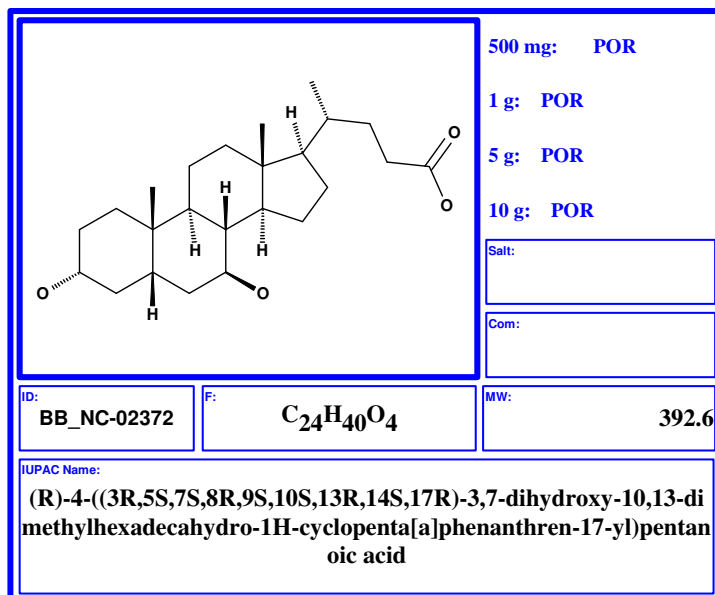 500 mg: POR
1 g: POR
5 g: POR
10 g: POR
H
O
O
H
H
H
O
O
H
Salt:
Com:
ID:
BB_NC-02372
F:
C24H40O4
MW:
392.6
IUPAC Name:
(R)-4-((3R,5S,7S,8R,9S,10S,13R,14S,17R)-3,7-dihydroxy-10,13-di
methylhexadecahydro-1H-cyclopenta[a]phenanthren-17-yl)pentan
oic acid